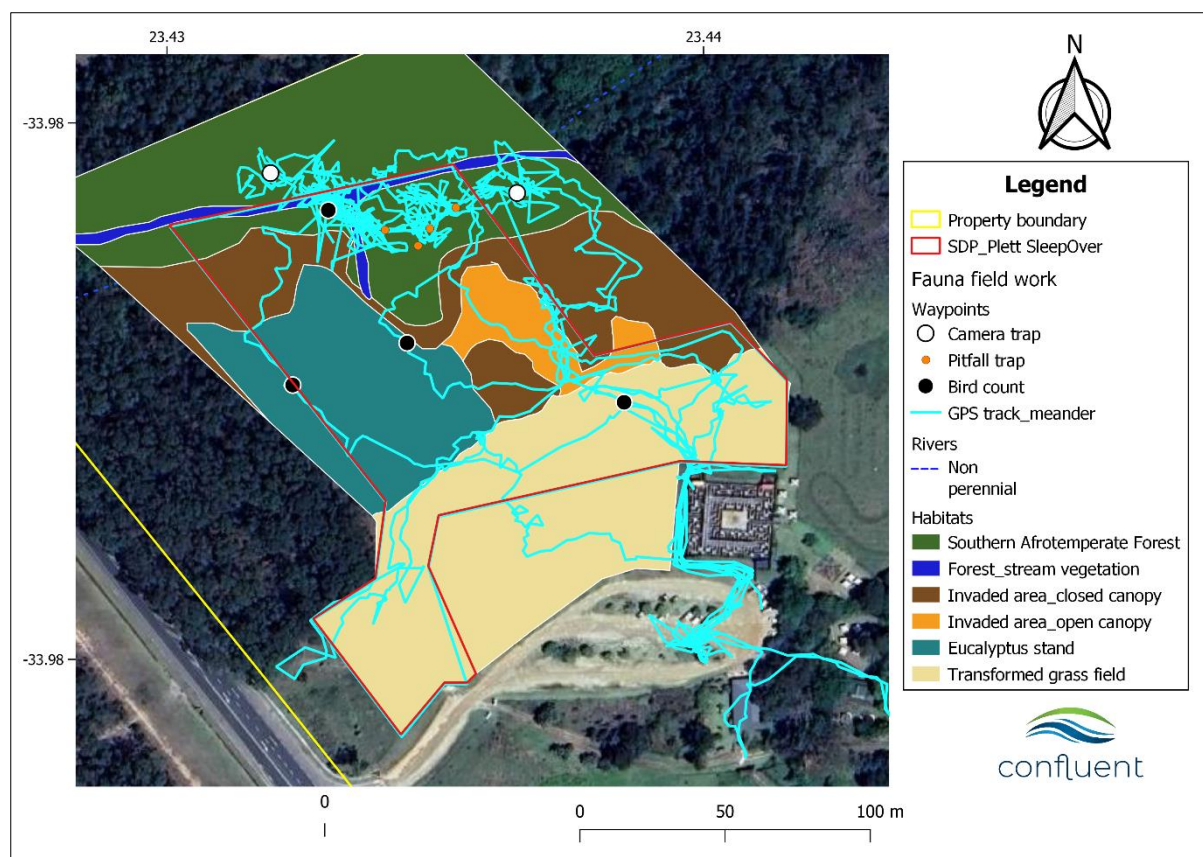 23.43
23.44
N
-33.98
-33.98
Legend
Property boundary
SDP_Plett SleepOver
Fauna field work
Waypoints
Camera trap
Pitfall trap
Bird count
GPS track_meander
Rivers
Non
perennial
Habitats
Southern Afrotemperate Forest
Forest_stream vegetation
Invaded area_closed canopy
Invaded area_open canopy
Eucalyptus stand
Transformed grass field
confluent
0
0
50
100 m